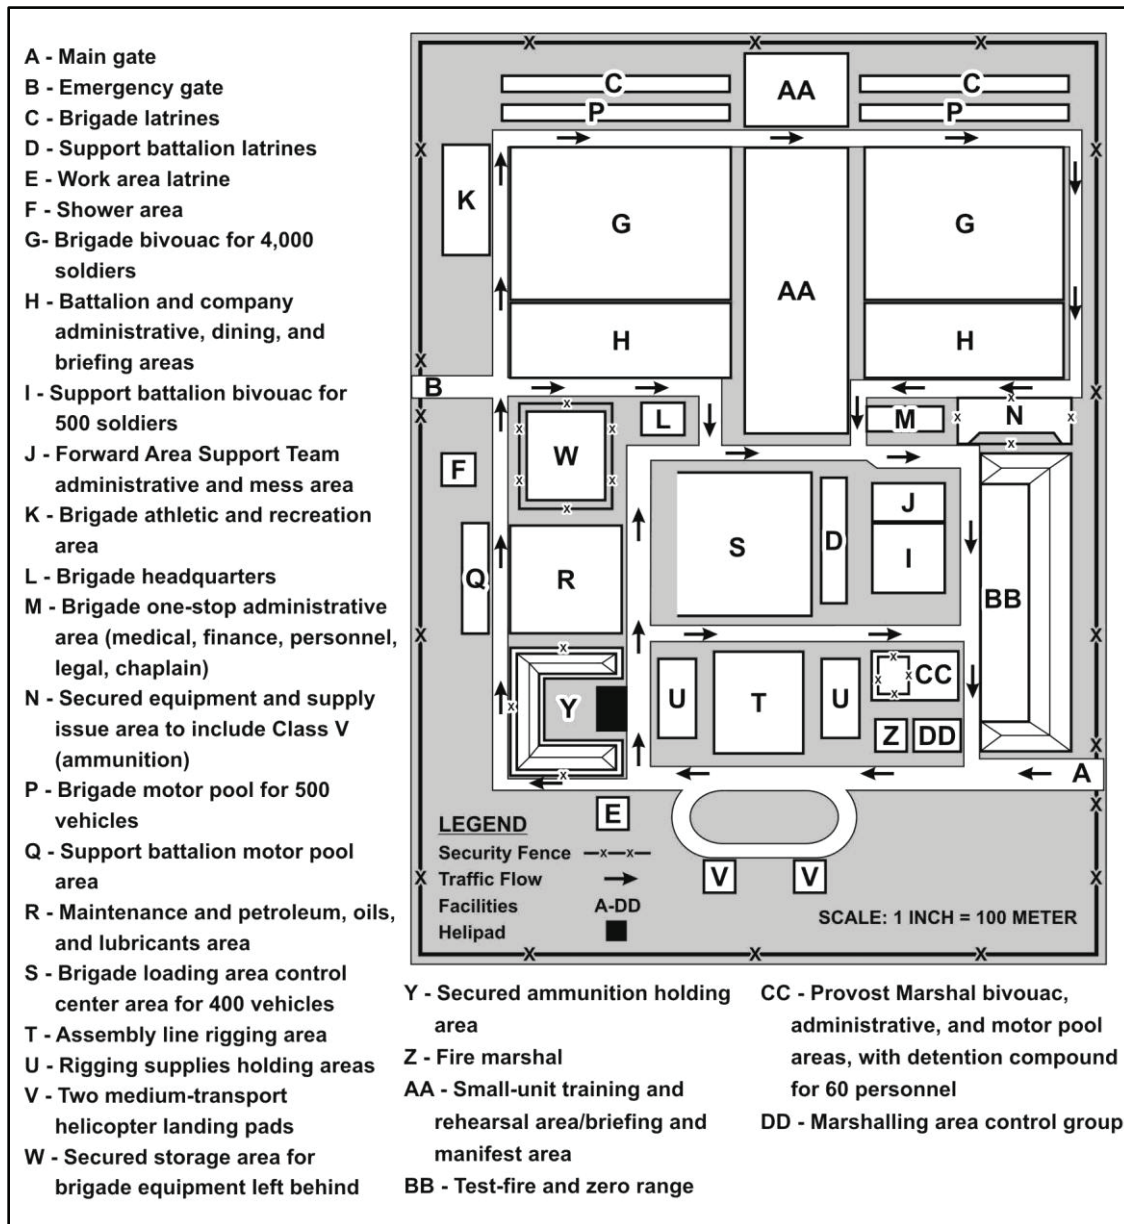 A - Main gate
B - Emergency gate
C - Brigade latrines
D - Support battalion latrines
E - Work area latrine
F - Shower area
G- Brigade bivouac for 4,000
soldiers
H - Battalion and company
administrative, dining, and
briefing areas
I - Support battalion bivouac for
500 soldiers
J - Forward Area Support Team
administrative and mess area
K - Brigade athletic and recreation
area
L - Brigade headquarters
M - Brigade one-stop administrative
area (medical, finance, personnel,
legal, chaplain)
N - Secured equipment and supply
issue area to include Class V
(ammunition)
P - Brigade motor pool for 500
vehicles
Q - Support battalion motor pool
area
R - Maintenance and petroleum, oils,
and lubricants area
S - Brigade loading area control
center area for 400 vehicles
T - Assembly line rigging area
U - Rigging supplies holding areas
V - Two medium-transport
helicopter landing pads
W - Secured storage area for
brigade equipment left behind
C AA C
P P
K G AA G
H H
B
L M N
F W
S D J
Q R I BB
Y U T U CC
Z DD
A
E
V V
LEGEND
Security Fence —x—x—
Traffic Flow
Facilities A-DD
Helipad
SCALE: 1 INCH = 100 METER
Y - Secured ammunition holding
area
Z - Fire marshal
AA - Small-unit training and
rehearsal area/briefing and
manifest area
BB - Test-fire and zero range
CC - Provost Marshal bivouac,
administrative, and motor pool
areas, with detention compound
for 60 personnel
DD - Marshalling area control group